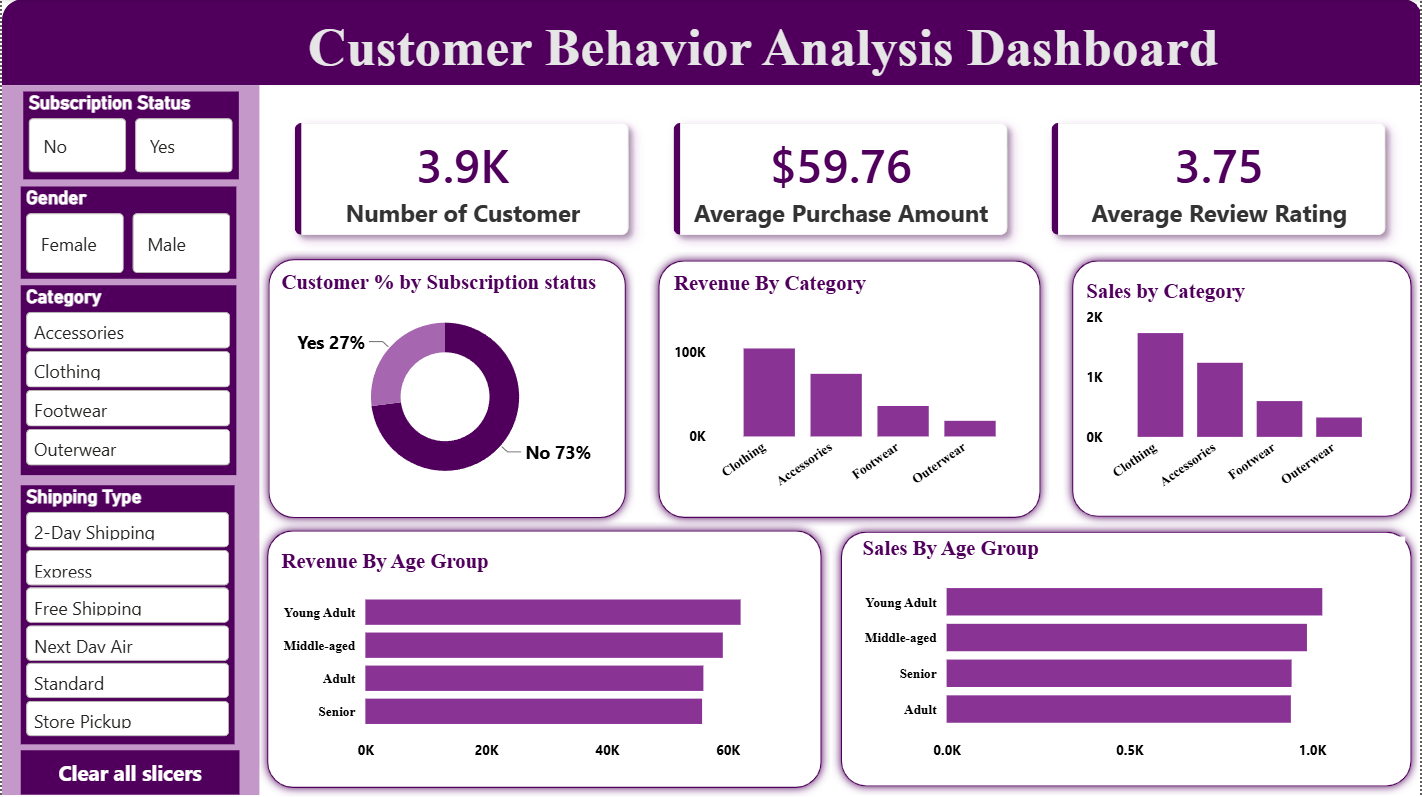 Customer Behavior Analysis Dashboard
Subscription Status
No
Yes
Gender
Female
Male
Category
Accessories
Clothing
Footwear
Outerwear
Shipping Type
2-Day Shipping
Express
Free Shipping
Next Day Air
Standard
Store Pickup
Clear all slicers
3.9K
Number of Customer
$59.76
Average Purchase Amount
3.75
Average Review Rating
Customer % by Subscription status
Yes 27%
No 73%
Revenue By Category
100K
0K
Clothing
Accessories
Footwear
Outerwear
Sales by Category
2K
1K
0K
Clothing
Accessories
Footwear
Outerwear
Revenue By Age Group
Young Adult
Middle-aged
Adult
Senior
0K 20K 40K 60K
Sales By Age Group
Young Adult
Middle-aged
Senior
Adult
0.0K 0.5K 1.0K